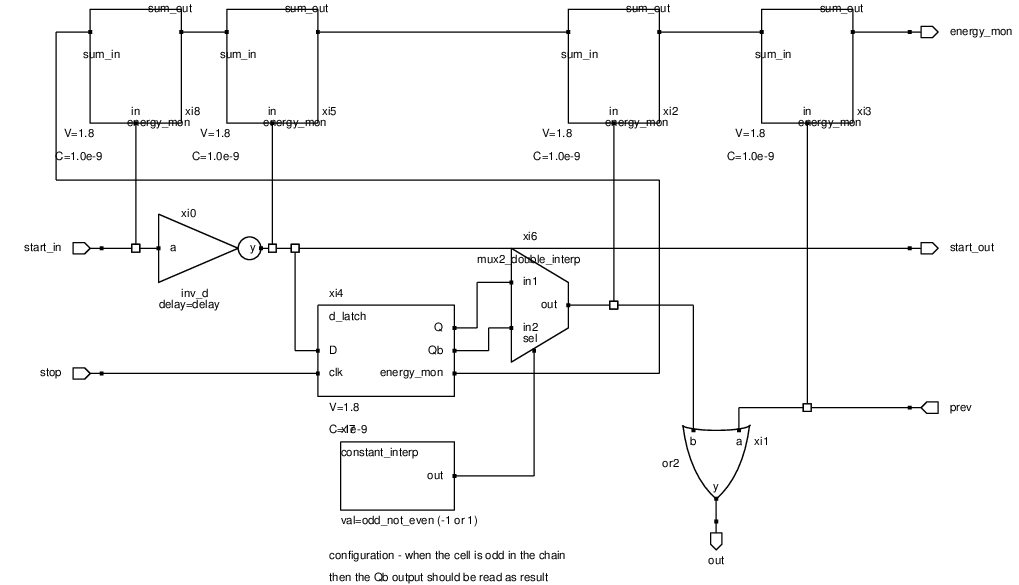 sum_out sum_out sum_out sum_out
energy_mon
sum_in sum_in sum_in sum_in
in xi8 in xi5 in xi2 in xi3
energy_mon energy_mon energy_mon energy_mon
V=1.8 V=1.8 V=1.8 V=1.8
C=1.0e-9 C=1.0e-9 C=1.0e-9 C=1.0e-9
xi0
xi6
start_in a y start_out
mux2_double_interp
in1
inv_d xi4
delay=delay out
d_latch
Q in2
sel
D Qb
stop clk energy_mon
V=1.8 prev
C=1e-9
b a xi1
constant_interp
or2
out
y
val=odd_not_even (-1 or 1)
configuration - when the cell is odd in the chain
out
then the Qb output should be read as result